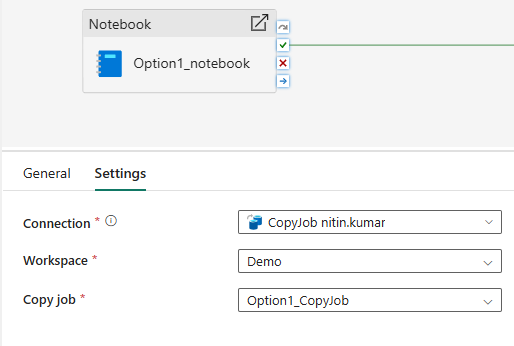 Notebook
Option1_notebook
General Settings
Connection *
CopyJob nitin.kumar
Workspace *
Demo
Copy job *
Option1_CopyJob